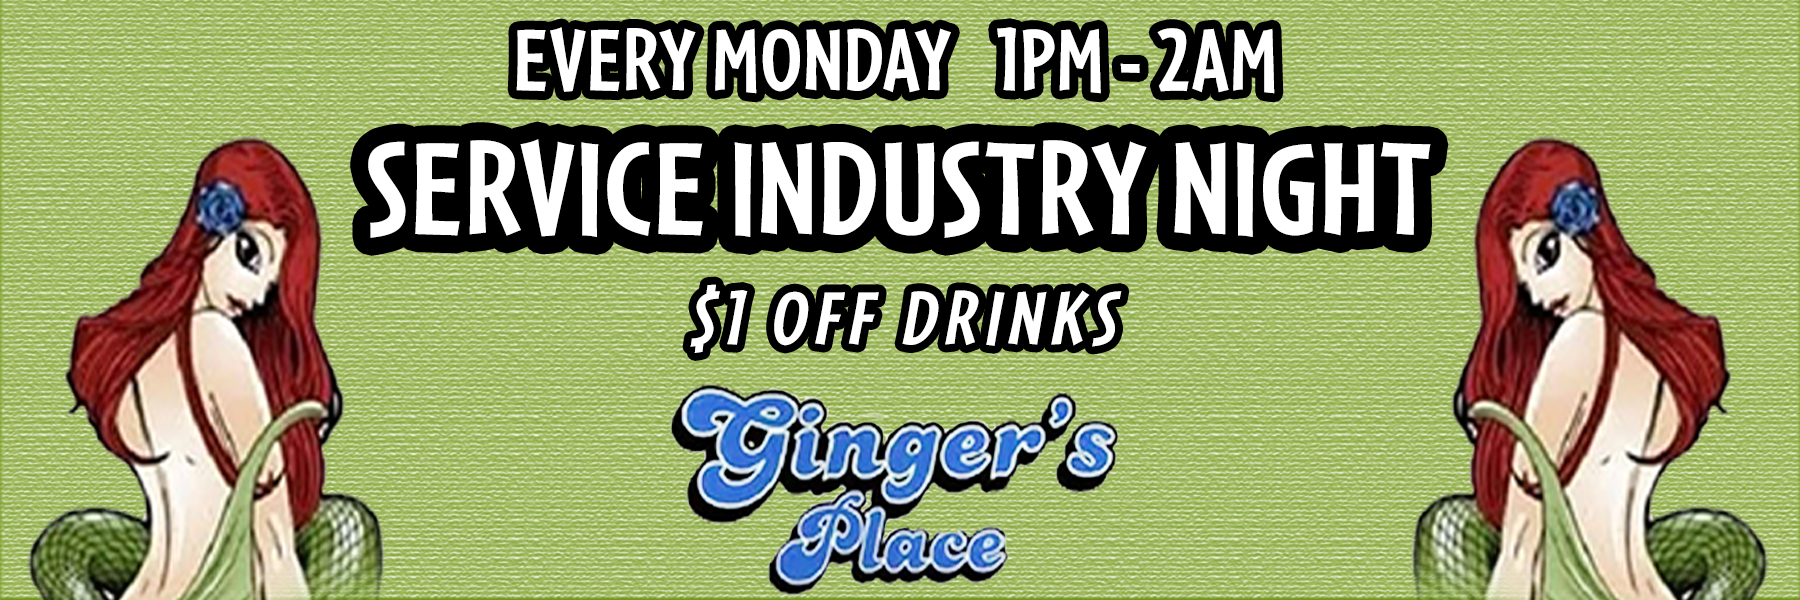 EVERY MONDAY 1PM - 2AM
SERVICE INDUSTRY NIGHT
$1 OFF DRINKS
Ginger's
Place